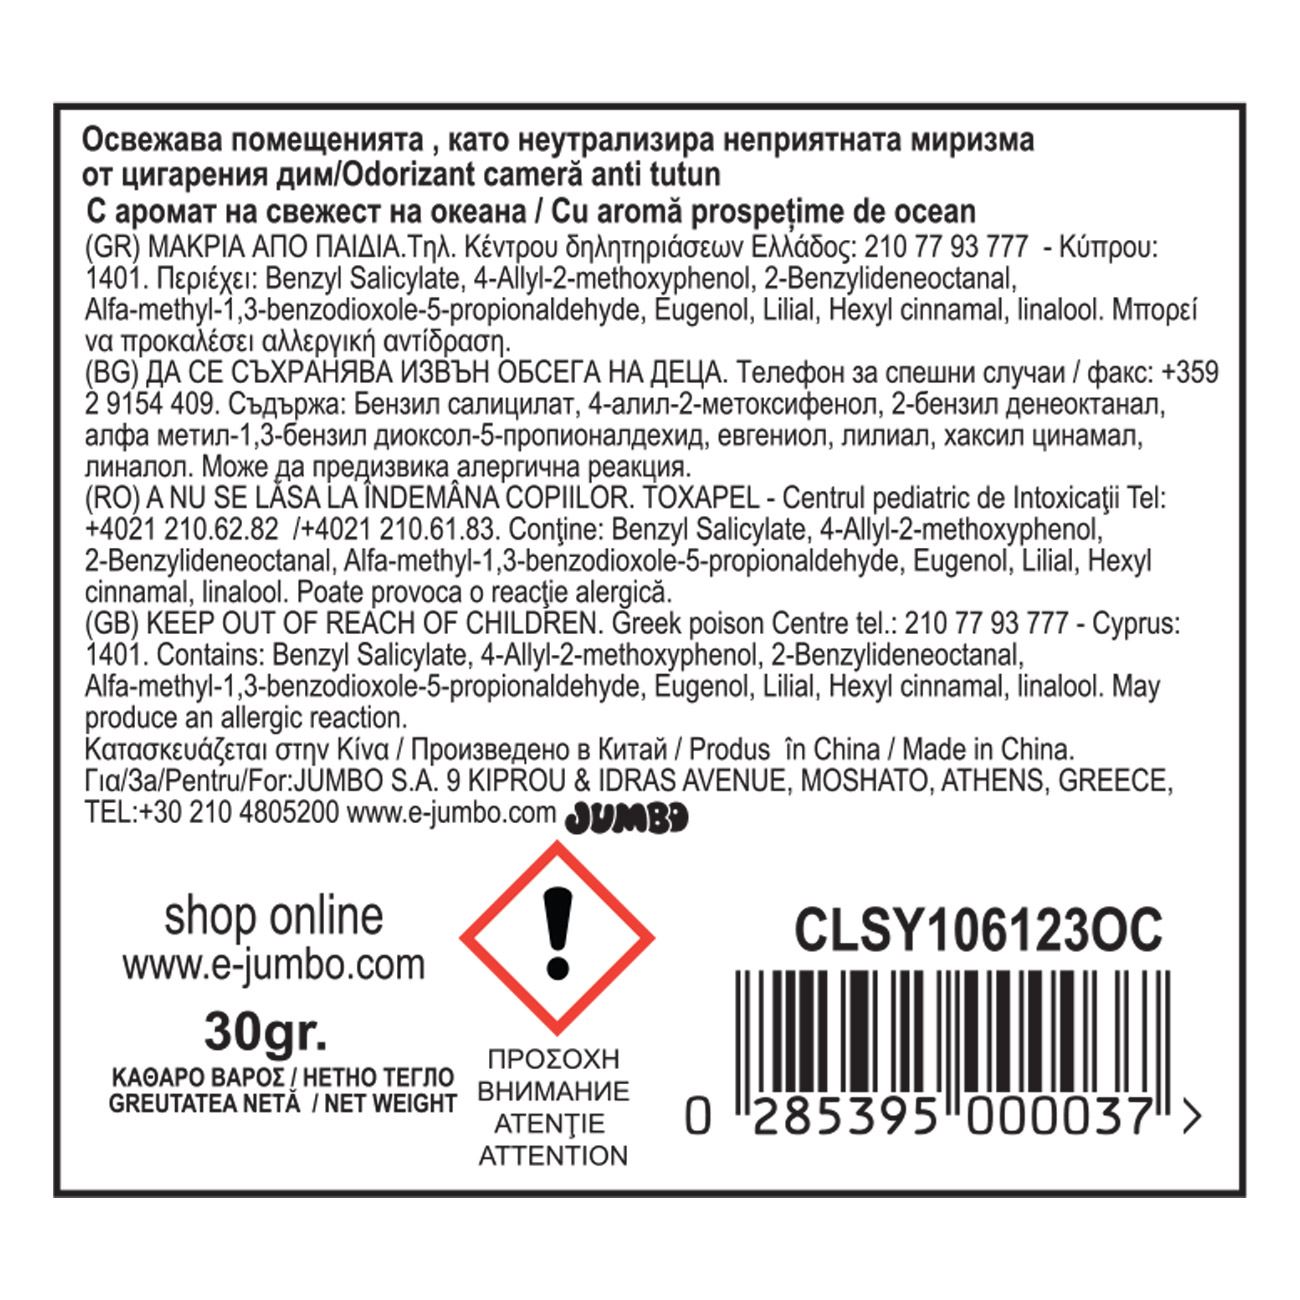 Освежава помещенията , като неутрализира неприятната миризма
от цигарения дим/Odorizant cameră anti tutun
С аромат на свежест на океана / Cu aromă prospețime de ocean
(GR) ΜΑΚΡΙΑ ΑΠΟ ΠΑΙΔΙΑ.Τηλ. Κέντρου δηλητηριάσεων Ελλάδος: 210 77 93 777 - Κύπρου:
1401. Περιέχει: Benzyl Salicylate, 4-Allyl-2-methoxyphenol, 2-Benzylideneoctanal,
Alfa-methyl-1,3-benzodioxole-5-propionaldehyde, Eugenol, Lilial, Hexyl cinnamal, linalool. Μπορεί
να προκαλέσει αλλεργική αντίδραση.
(BG) ДА СЕ СЪХРАНЯВА ИЗВЪН ОБСЕГА НА ДЕЦА. Телефон за спешни случаи / факс: +359
2 9154 409. Съдържа: Бензил салицилат, 4-алил-2-метоксифенол, 2-бензил денеоктанал,
алфа метил-1,3-бензил диоксол-5-пропионалдехид, евгениол, лилиал, хаксил цинамал,
линалол. Може да предизвика алергична реакция.
(RO) A NU SE LĂSA LA ÎNDEMÂNA COPIILOR. TOXAPEL - Centrul pediatric de Intoxicaţii Tel:
+4021 210.62.82 /+4021 210.61.83. Conţine: Benzyl Salicylate, 4-Allyl-2-methoxyphenol,
2-Benzylideneoctanal, Alfa-methyl-1,3-benzodioxole-5-propionaldehyde, Eugenol, Lilial, Hexyl
cinnamal, linalool. Poate provoca o reacţie alergică.
(GB) KEEP OUT OF REACH OF CHILDREN. Greek poison Centre tel.: 210 77 93 777 - Cyprus:
1401. Contains: Benzyl Salicylate, 4-Allyl-2-methoxyphenol, 2-Benzylideneoctanal,
Alfa-methyl-1,3-benzodioxole-5-propionaldehyde, Eugenol, Lilial, Hexyl cinnamal, linalool. May
produce an allergic reaction.
Κατασκευάζεται στην Κίνα / Произведено в Китай / Produs în China / Made in China.
Για/За/Pentru/For:JUMBO S.A. 9 KIPROU & IDRAS AVENUE, MOSHATO, ATHENS, GREECE,
TEL:+30 210 4805200 www.e-jumbo.com JUMBO
shop online
www.e-jumbo.com
30gr.
ΚΑΘΑΡΟ ΒΑΡΟΣ / НЕТНО ТЕГЛО
GREUTATEA NETĂ / NET WEIGHT
ΠΡΟΣΟΧΗ
ВНИМАНИЕ
ATENŢIE
ATTENTION
CLSY106123OC
0 285395 000037 >